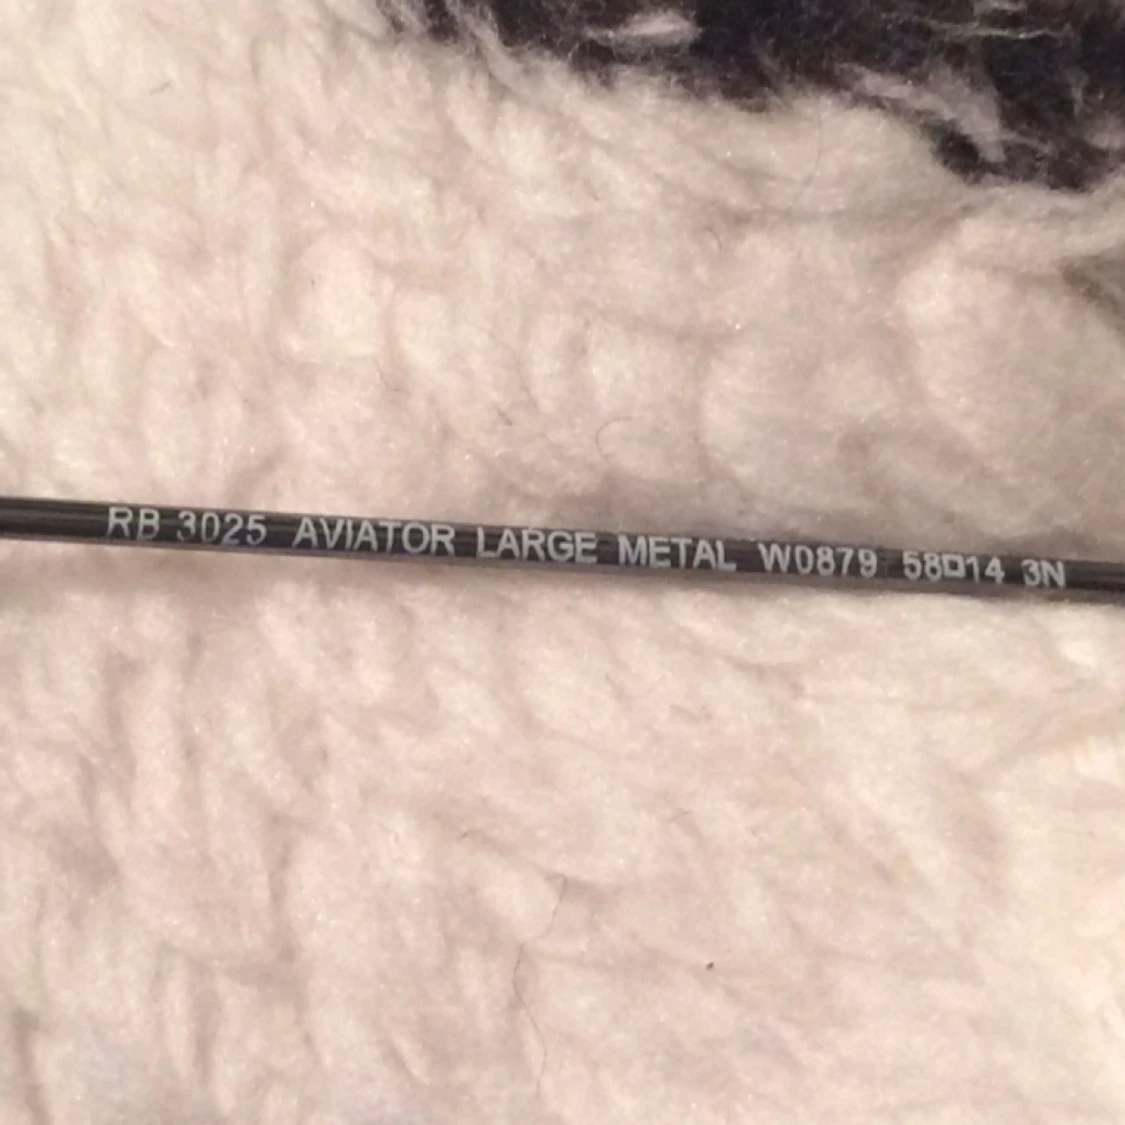 RB 3025 AVIATOR LARGE METAL W0879 58□14 3N